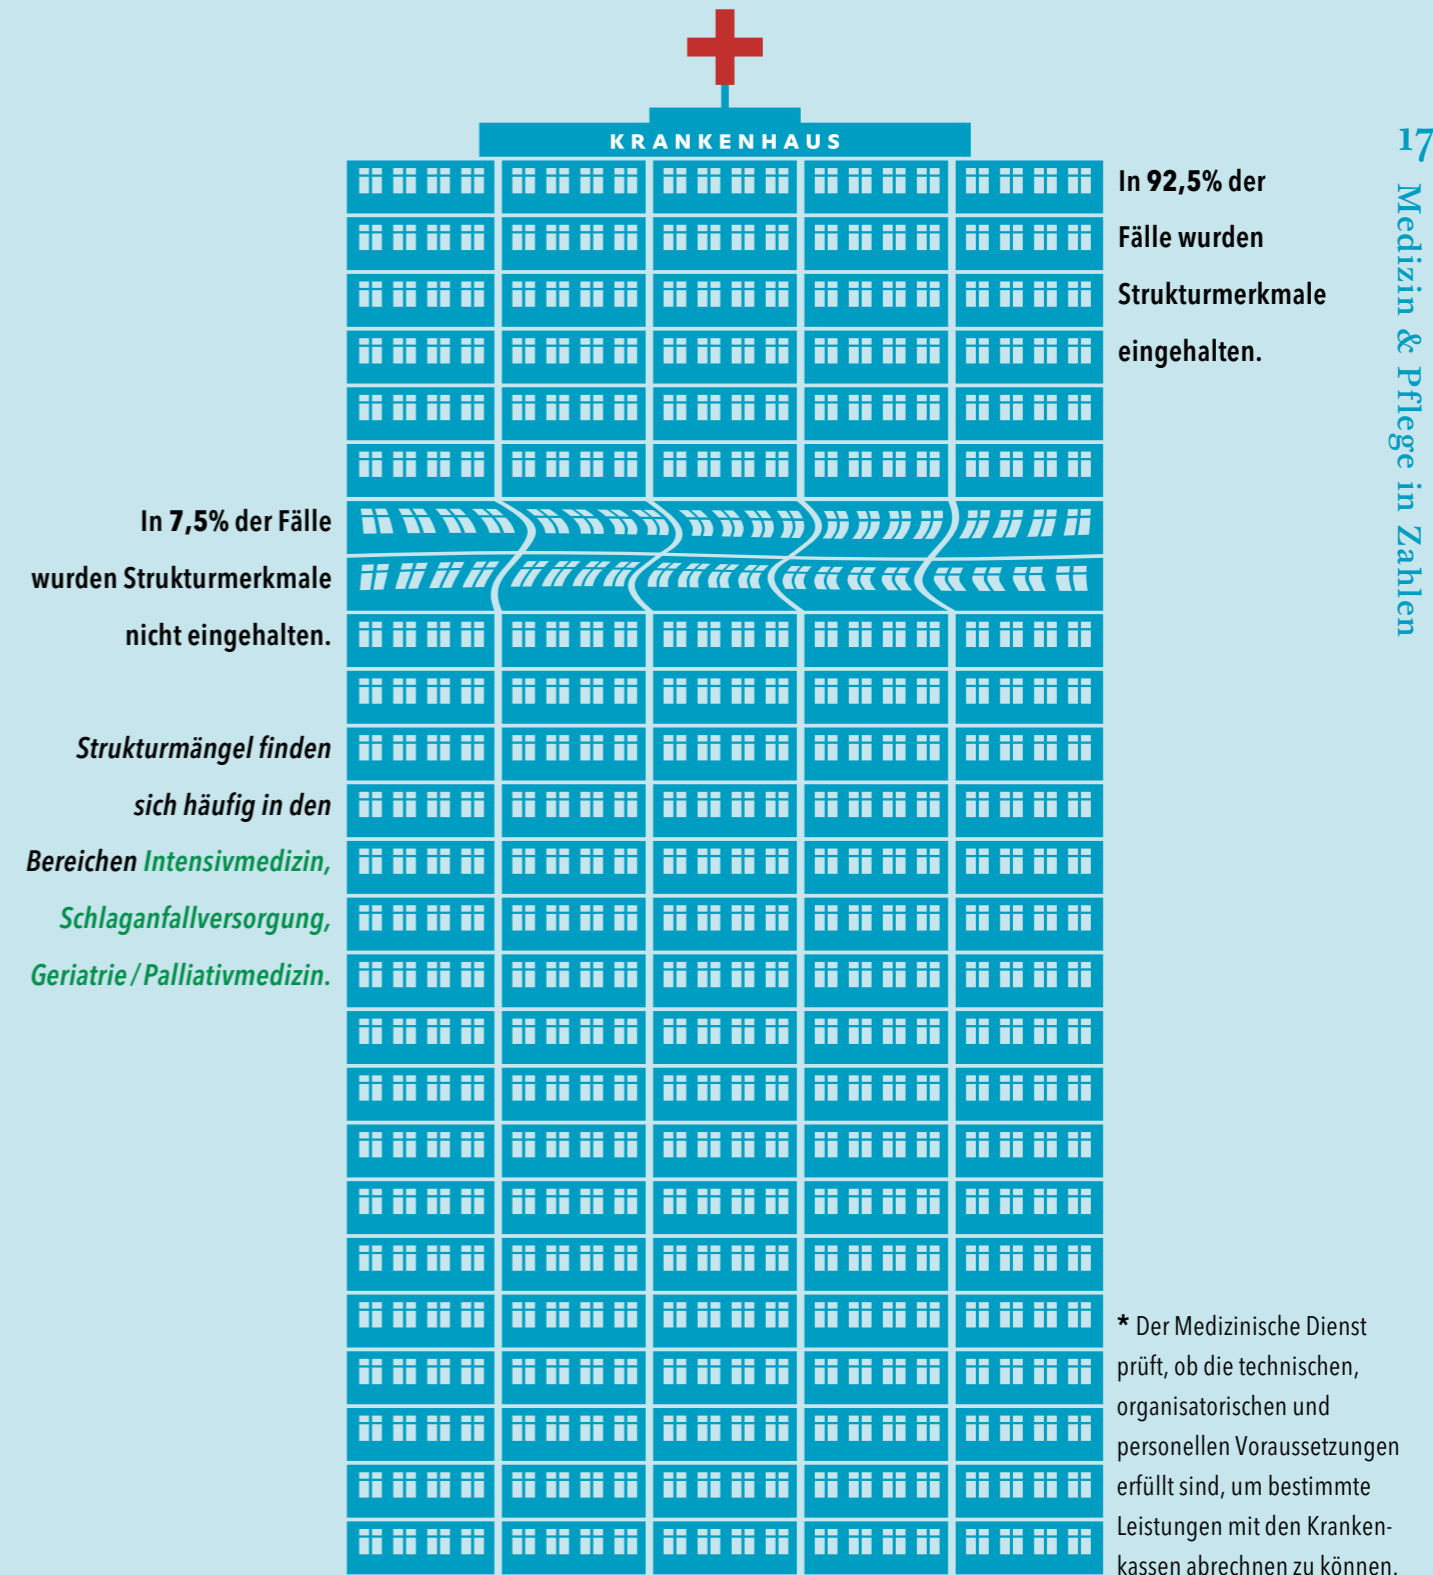 KRANKENHAUS
In 92,5% der
Fälle wurden
Strukturmerkmale
eingehalten.
In 7,5% der Fälle
wurden Strukturmerkmale
nicht eingehalten.
Strukturmängel finden
sich häufig in den
Bereichen Intensivmedizin,
Schlaganfallversorgung,
Geriatrie / Palliativmedizin.
* Der Medizinische Dienst
prüft, ob die technischen,
organisatorischen und
personellen Voraussetzungen
erfüllt sind, um bestimmte
Leistungen mit den Kranken-
kassen abrechnen zu können.
17 Medizin & Pflege in Zahlen